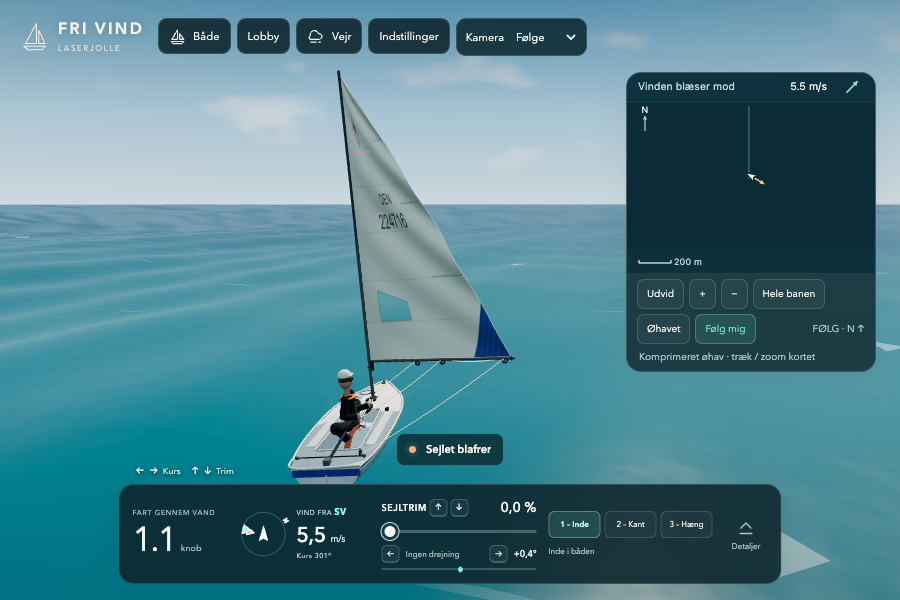 FRI VIND
LASERJOLLE
Både
Lobby
Vejr
Indstillinger
Kamera Følge
Vinden blæser mod 5.5 m/s
N
200 m
Udvid
+
−
Hele banen
Øhavet
Følg mig
FØLG · N ↑
Komprimeret øhav · træk / zoom kortet
DEN
224716
Sejlet blafrer
← → Kurs ↑ ↓ Trim
FART GENNEM VAND
1.1 knob
VIND FRA SV
5,5 m/s
Kurs 301°
SEJLTRIM ↑ ↓ 0,0 %
← Ingen drejning → +0,4°
1 · Inde
2 · Kant
3 · Hæng
Inde i båden
Detaljer